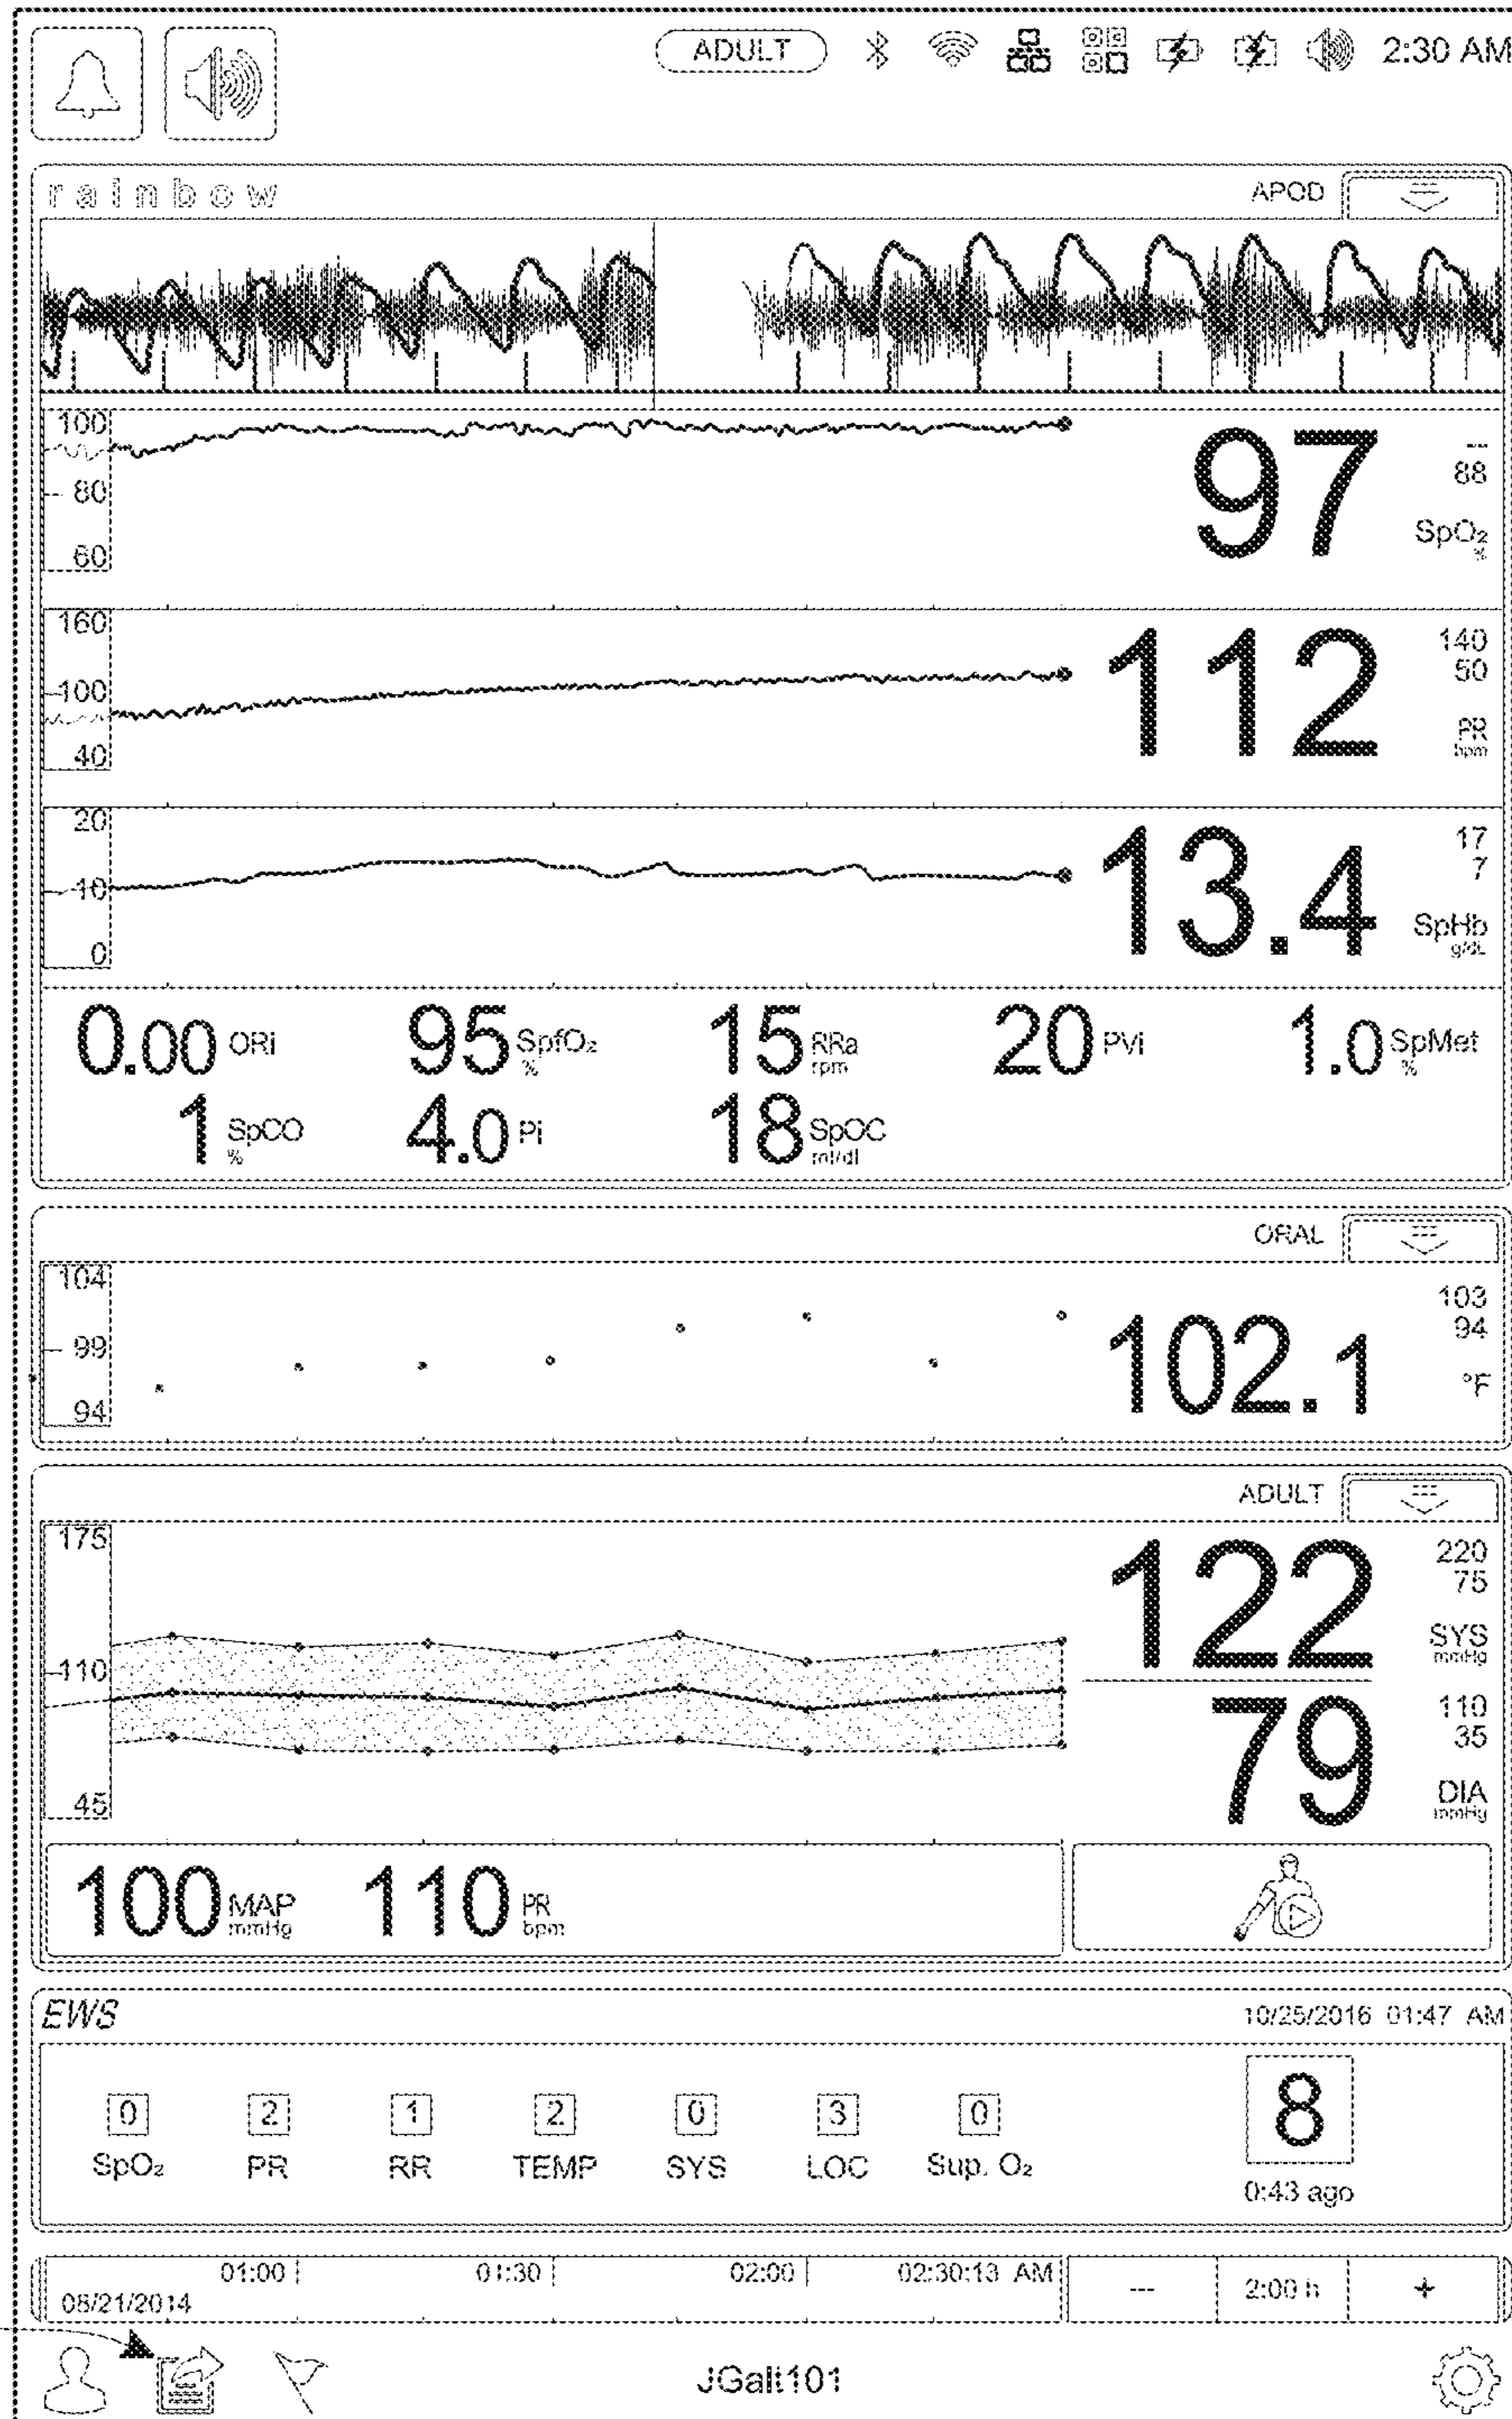 ADULT 2:30 AM
rainbow APOD
100
80
60
97
--
88
SpO₂
%
160
100
40
112
140
50
PR
bpm
20
10
0
13.4
17
7
SpHb
g/dL
0.00 ORi 95 SpfO₂ % 15 RRa rpm 20 PVi 1.0 SpMet %
1 SpCO % 4.0 Pi 18 SpOC ml/dl
ORAL
104
99
94
102.1
103
94
°F
ADULT
175
110
45
122
220
75
SYS
mmHg
79
110
35
DIA
mmHg
100 MAP mmHg 110 PR bpm
EWS 10/25/2016 01:47 AM
0 2 1 2 0 3 0 8
SpO₂ PR RR TEMP SYS LOC Sup. O₂
0:43 ago
01:00 01:30 02:00 02:30:13 AM
08/21/2014
--- 2:00 h +
JGalt101